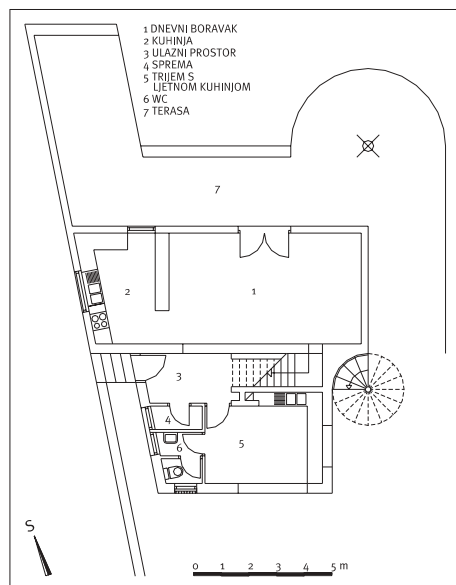 1 DNEVNI BORAVAK
2 KUHINJA
3 ULAZNI PROSTOR
4 SPREMA
5 TRIJEM S
LJETNOM KUHINJOM
6 WC
7 TERASA
7
2
1
3
4
6
5
S
0 1 2 3 4 5 m